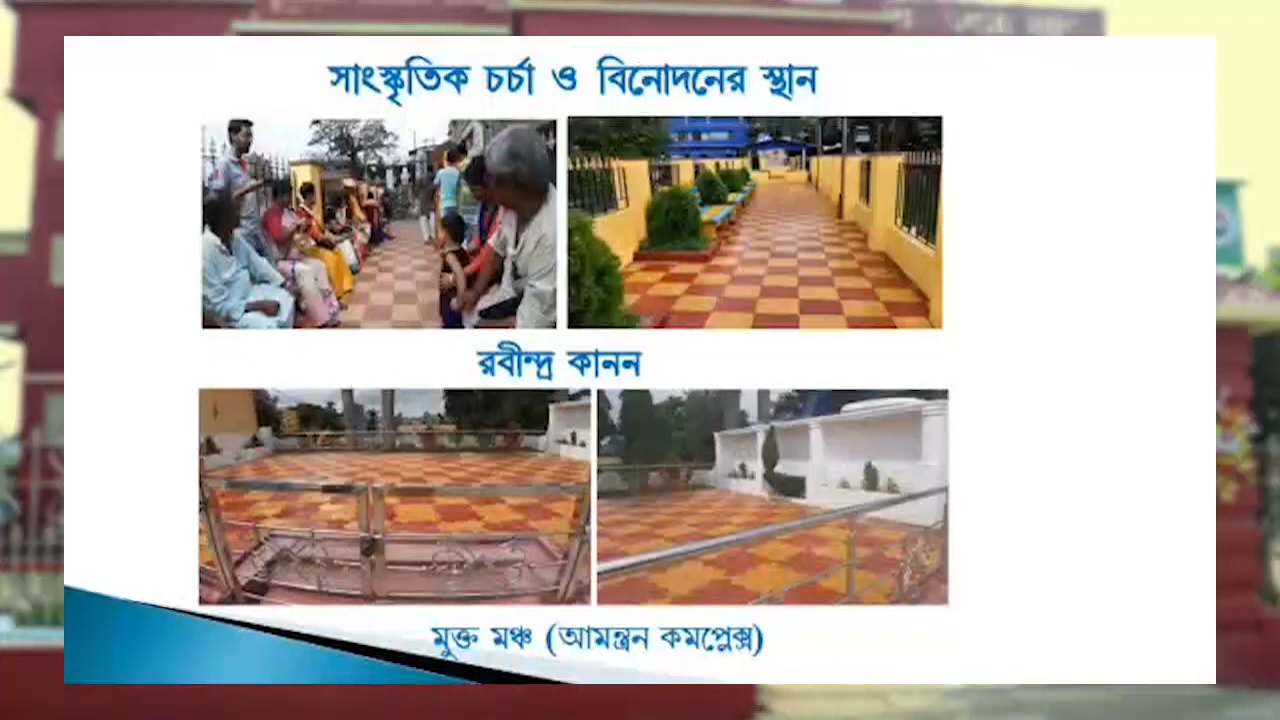 সাংস্কৃতিক চর্চা ও বিনোদনের স্থান
রবীন্দ্র কানন
মুক্ত মঞ্চ (আমন্ত্রন কমপ্লেক্স)